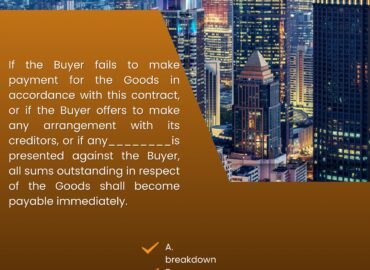 If the Buyer fails to make
payment for the Goods in
accordance with this contract,
or if the Buyer offers to make
any arrangement with its
creditors, or if any________is
presented against the Buyer,
all sums outstanding in respect
of the Goods shall become
payable immediately.
A.
breakdown